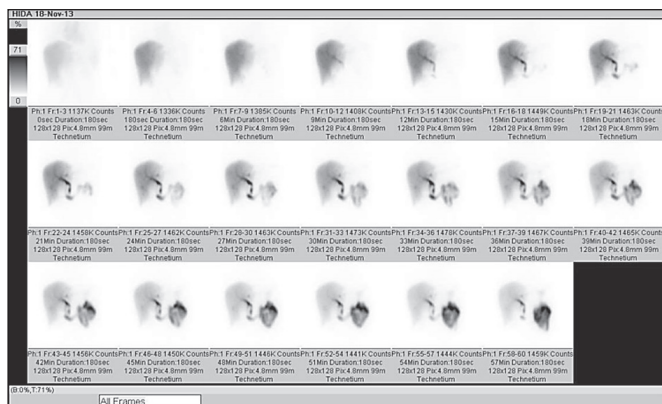 HIDA 18-Nov-13
%
71
0
Ph:1 Fr:1-3 1137K Counts
0sec Duration:180sec
128x128 Pix:4.8mm 99m
Technetium
Ph:1 Fr:4-6 1336K Counts
180sec Duration:180sec
128x128 Pix:4.8mm 99m
Technetium
Ph:1 Fr:7-9 1385K Counts
6Min Duration:180sec
128x128 Pix:4.8mm 99m
Technetium
Ph:1 Fr:10-12 1408K Counts
9Min Duration:180sec
128x128 Pix:4.8mm 99m
Technetium
Ph:1 Fr:13-15 1430K Counts
12Min Duration:180sec
128x128 Pix:4.8mm 99m
Technetium
Ph:1 Fr:16-18 1449K Counts
15Min Duration:180sec
128x128 Pix:4.8mm 99m
Technetium
Ph:1 Fr:19-21 1463K Counts
18Min Duration:180sec
128x128 Pix:4.8mm 99m
Technetium
Ph:1 Fr:22-24 1458K Counts
21Min Duration:180sec
128x128 Pix:4.8mm 99m
Technetium
Ph:1 Fr:25-27 1462K Counts
24Min Duration:180sec
128x128 Pix:4.8mm 99m
Technetium
Ph:1 Fr:28-30 1463K Counts
27Min Duration:180sec
128x128 Pix:4.8mm 99m
Technetium
Ph:1 Fr:31-33 1473K Counts
30Min Duration:180sec
128x128 Pix:4.8mm 99m
Technetium
Ph:1 Fr:34-36 1478K Counts
33Min Duration:180sec
128x128 Pix:4.8mm 99m
Technetium
Ph:1 Fr:37-39 1467K Counts
36Min Duration:180sec
128x128 Pix:4.8mm 99m
Technetium
Ph:1 Fr:40-42 1465K Counts
39Min Duration:180sec
128x128 Pix:4.8mm 99m
Technetium
Ph:1 Fr:43-45 1456K Counts
42Min Duration:180sec
128x128 Pix:4.8mm 99m
Technetium
Ph:1 Fr:46-48 1450K Counts
45Min Duration:180sec
128x128 Pix:4.8mm 99m
Technetium
Ph:1 Fr:49-51 1446K Counts
48Min Duration:180sec
128x128 Pix:4.8mm 99m
Technetium
Ph:1 Fr:52-54 1441K Counts
51Min Duration:180sec
128x128 Pix:4.8mm 99m
Technetium
Ph:1 Fr:55-57 1444K Counts
54Min Duration:180sec
128x128 Pix:4.8mm 99m
Technetium
Ph:1 Fr:58-60 1459K Counts
57Min Duration:180sec
128x128 Pix:4.8mm 99m
Technetium
(B:0%,T:71%)
All Frames